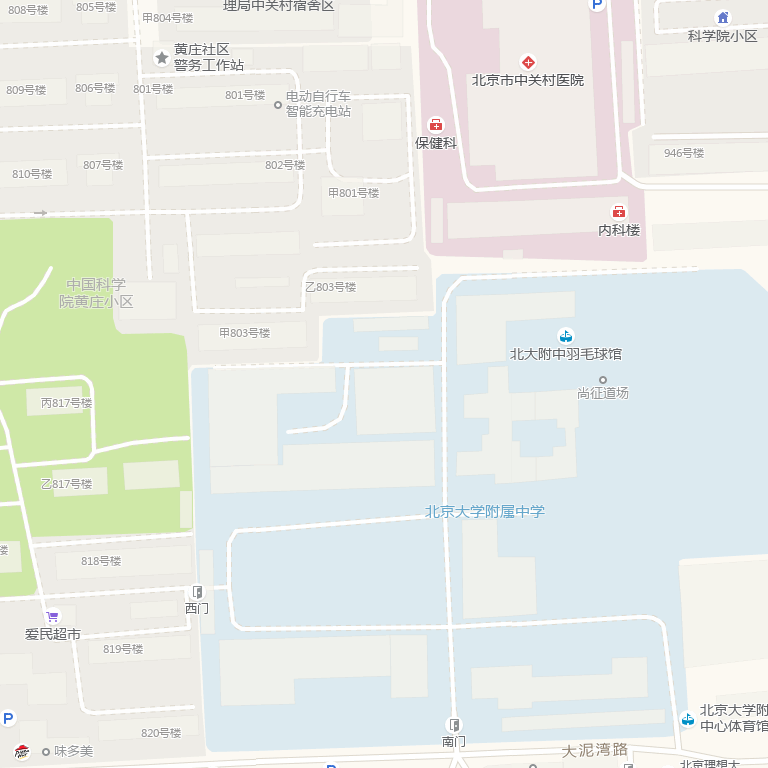 808号楼
805号楼
甲804号楼
理局中关村宿舍区
P
科学院小区
黄庄社区
警务工作站
809号楼
806号楼
801号楼
801号楼
电动自行车
智能充电站
北京市中关村医院
保健科
946号楼
810号楼
807号楼
802号楼
甲801号楼
内科楼
中国科学
院黄庄小区
乙803号楼
甲803号楼
北大附中羽毛球馆
尚征道场
丙817号楼
乙817号楼
北京大学附属中学
楼
818号楼
西门
爱民超市
819号楼
P
820号楼
味多美
南门
大泥湾路
北京大学附
中心体育馆
北京理想大
P